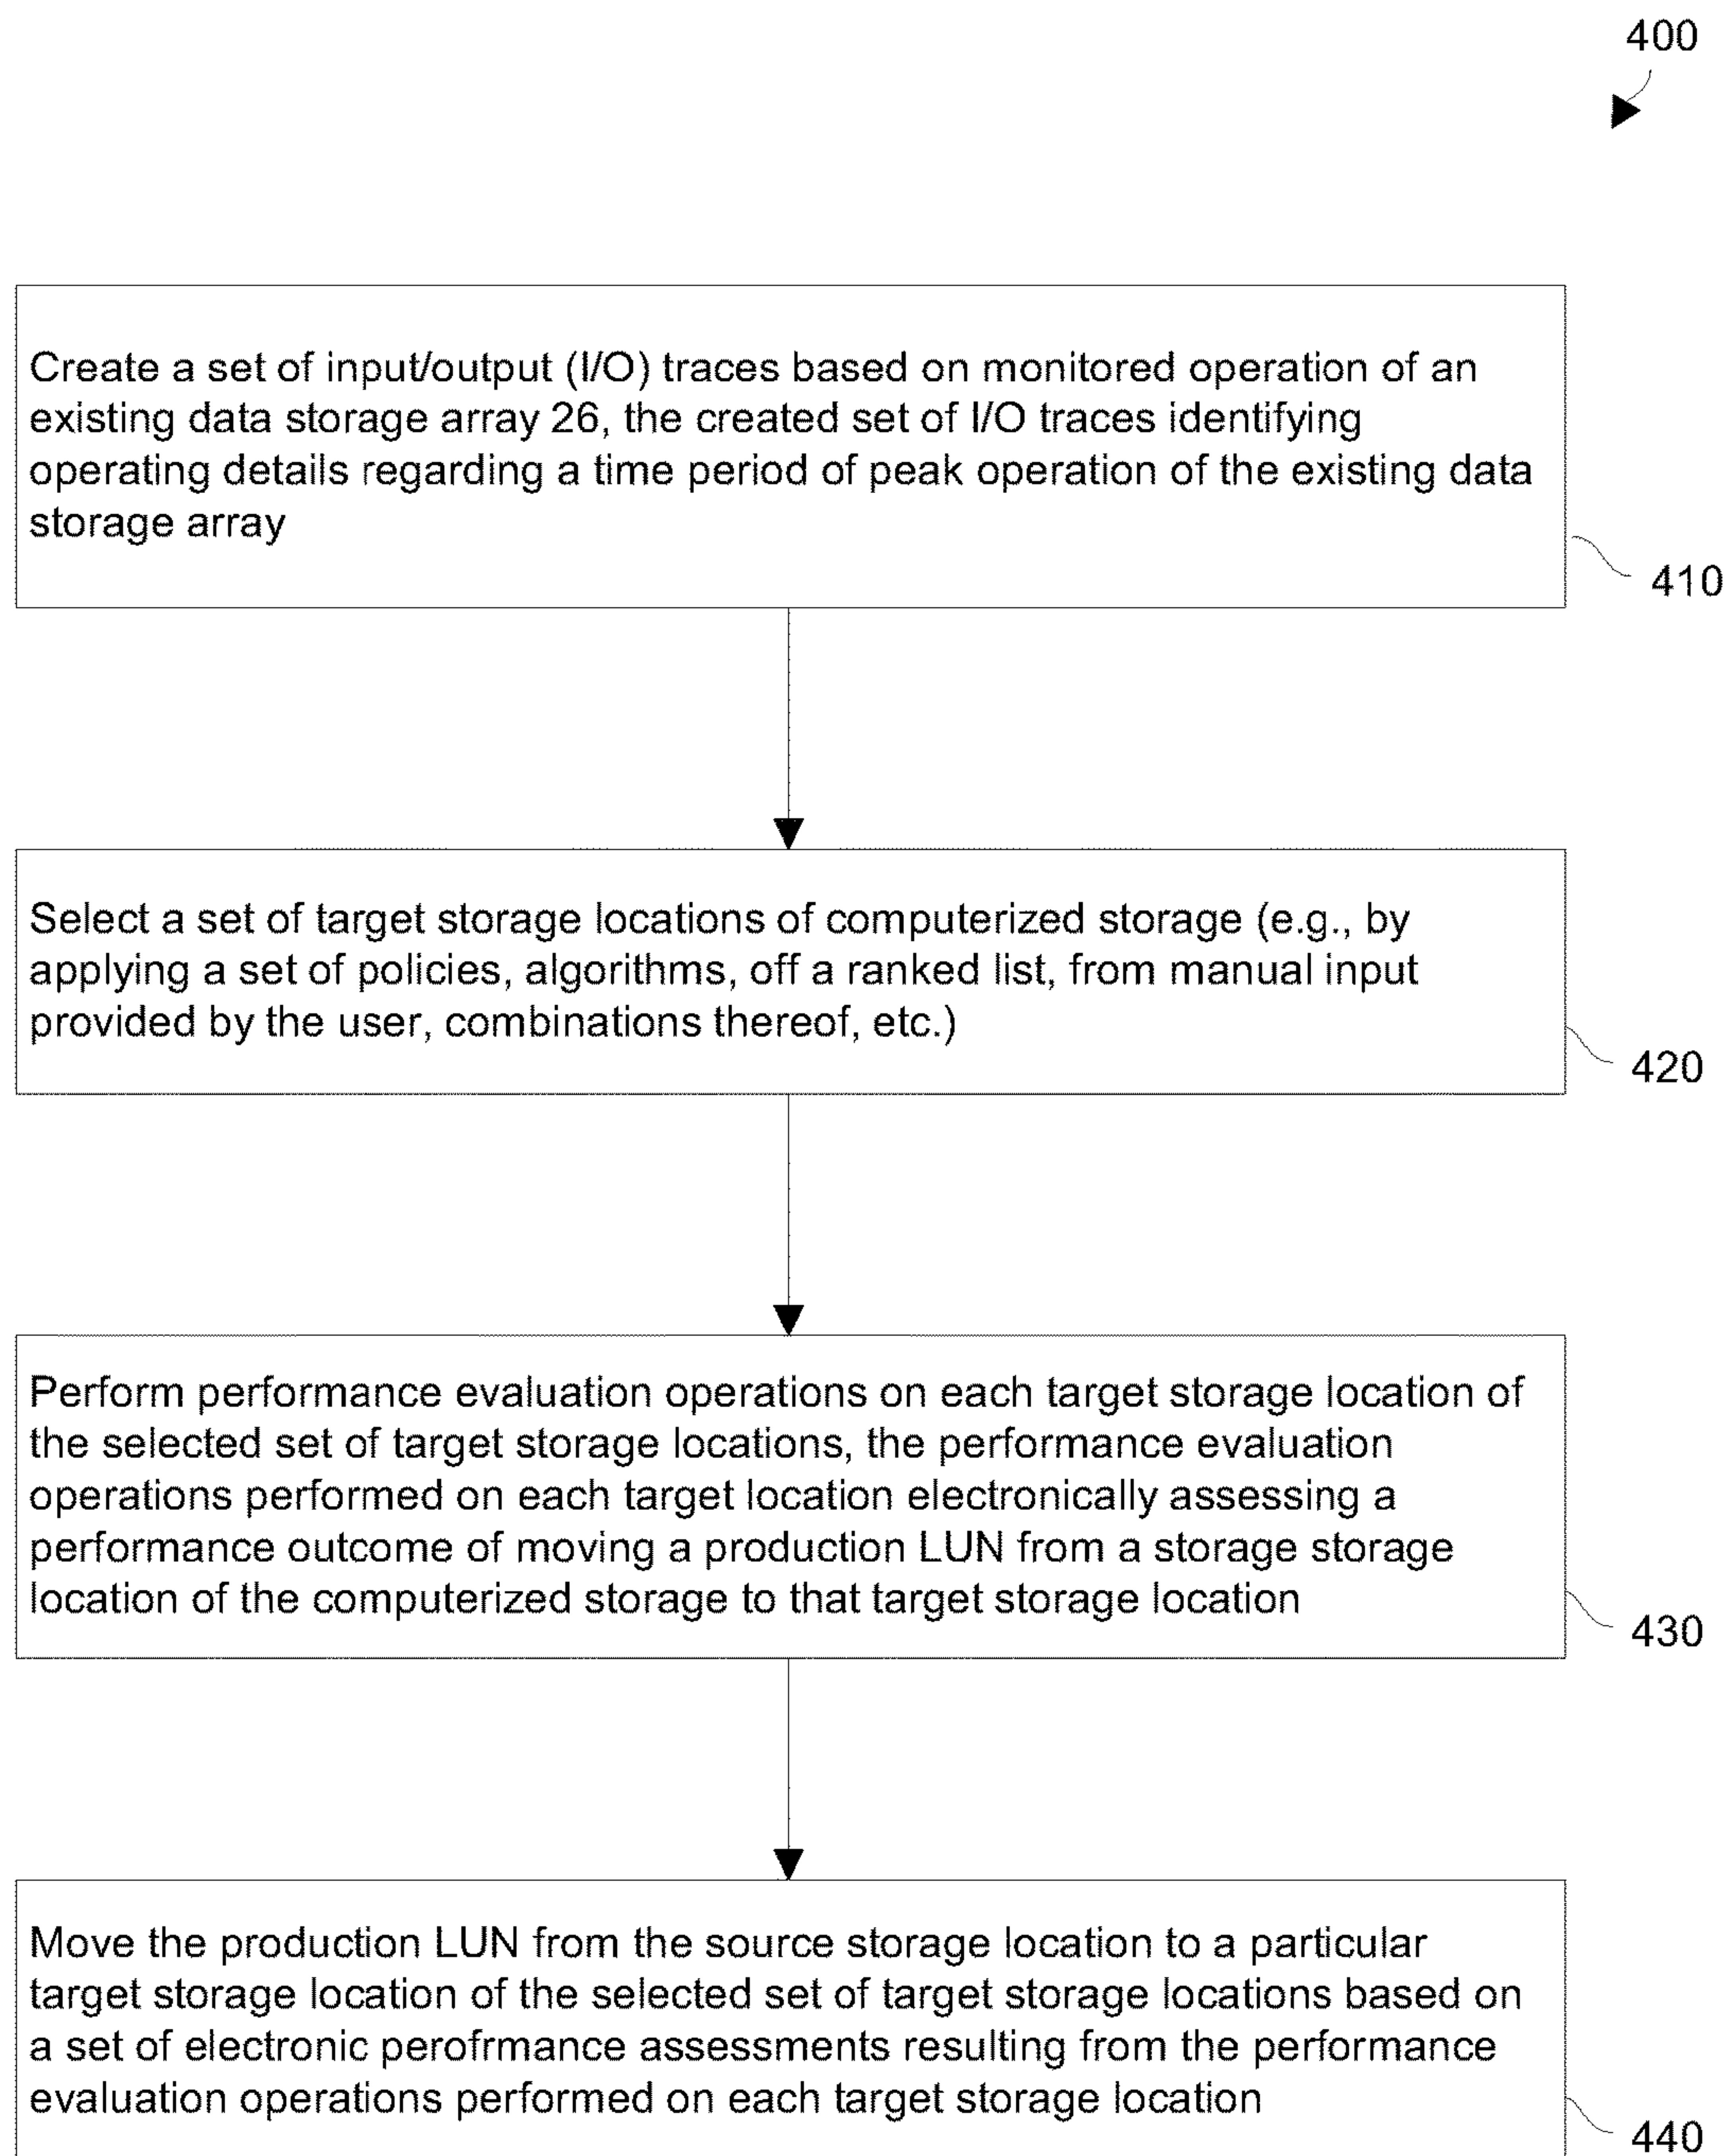 400
Create a set of input/output (I/O) traces based on monitored operation of an
existing data storage array 26, the created set of I/O traces identifying
operating details regarding a time period of peak operation of the existing data
storage array
410
Select a set of target storage locations of computerized storage (e.g., by
applying a set of policies, algorithms, off a ranked list, from manual input
provided by the user, combinations thereof, etc.)
420
Perform performance evaluation operations on each target storage location of
the selected set of target storage locations, the performance evaluation
operations performed on each target location electronically assessing a
performance outcome of moving a production LUN from a storage storage
location of the computerized storage to that target storage location
430
Move the production LUN from the source storage location to a particular
target storage location of the selected set of target storage locations based on
a set of electronic perofrmance assessments resulting from the performance
evaluation operations performed on each target storage location
440